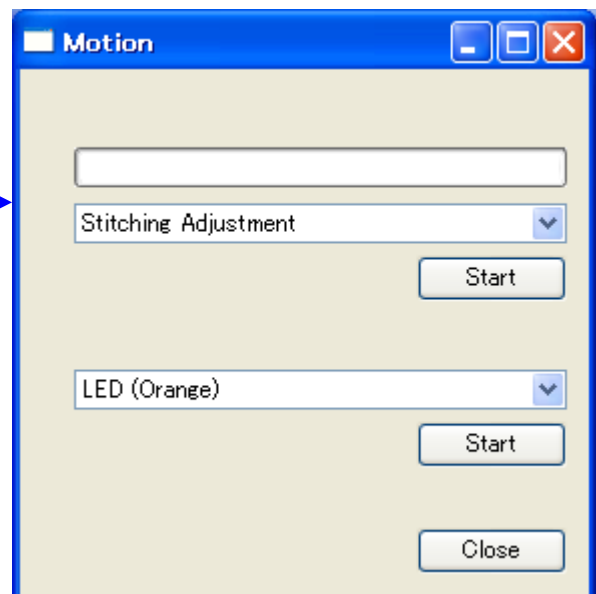 Motion
Stitching Adjustment
Start
LED (Orange)
Start
Close